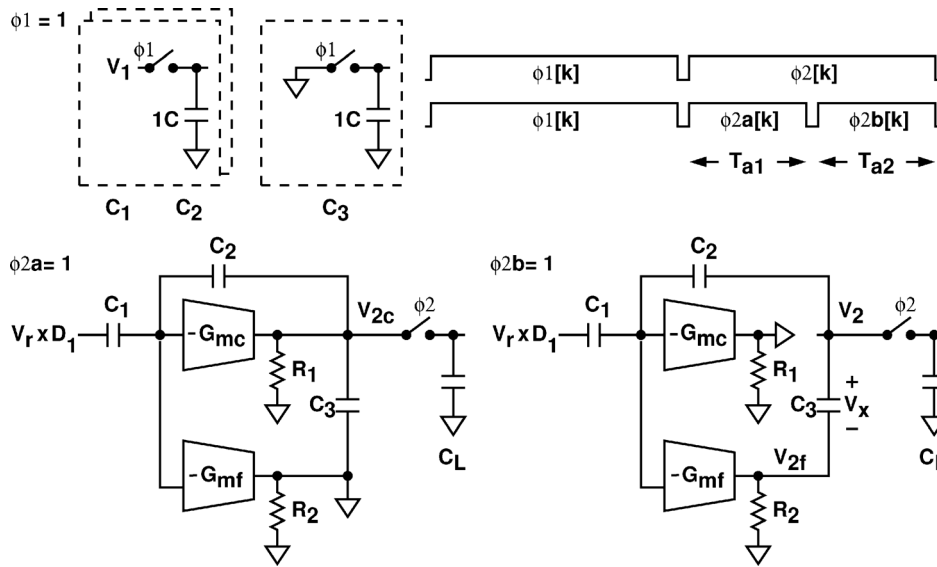 ϕ1 = 1
V1
ϕ1
1C
C1
C2
ϕ1
1C
C3
ϕ1[k]
ϕ2[k]
ϕ1[k]
ϕ2a[k]
ϕ2b[k]
Ta1
Ta2
ϕ2a= 1
C2
C1
Vr x D1
-Gmc
V2c
ϕ2
R1
C3
CL
-Gmf
R2
ϕ2b= 1
C2
C1
Vr x D1
-Gmc
V2
ϕ2
R1
C3
+
Vx
−
-Gmf
V2f
R2